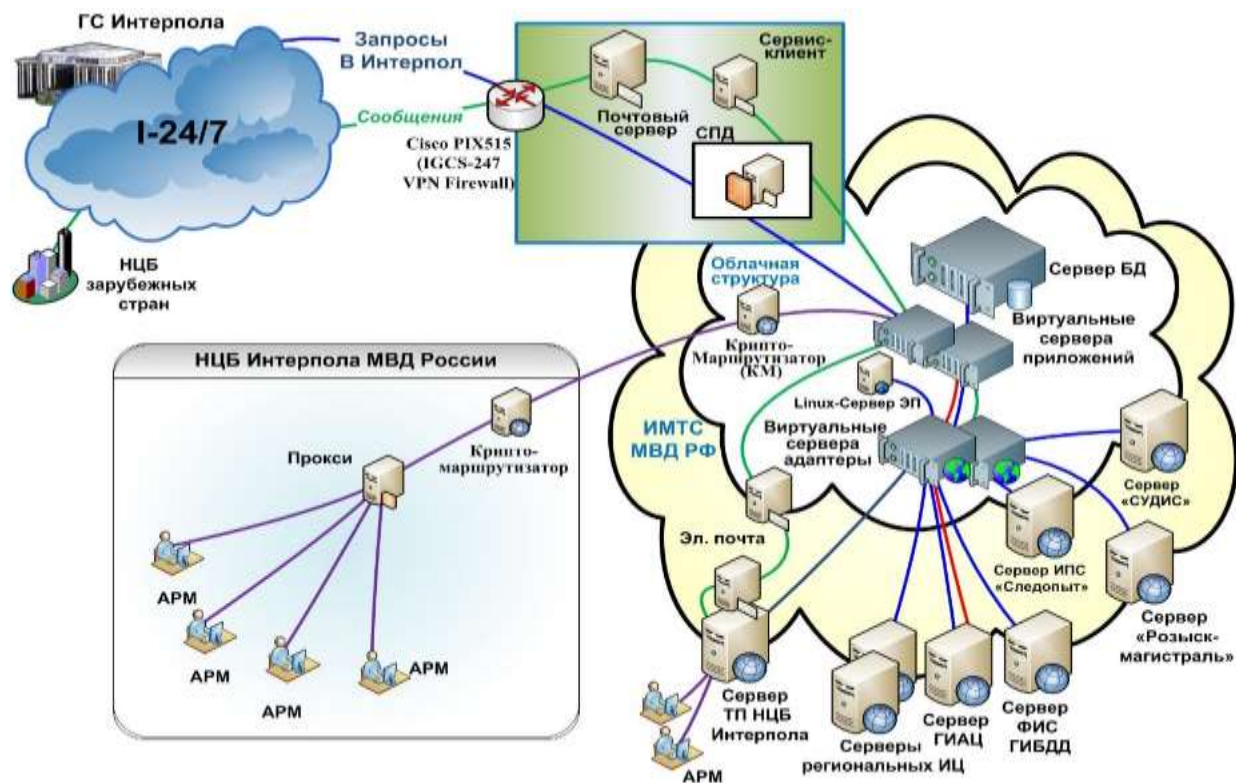 ГС Интерпола
Запросы
В Интерпол
I-24/7
Сообщения
Cisco PIX515
(IGCS-247
VPN Firewall)
Почтовый
сервер
Сервис-
клиент
СПД
НЦБ
зарубежных
стран
Облачная
структура
Сервер БД
Виртуальные
сервера
приложений
Крипто-
Маршрутизатор
(КМ)
Linux-Сервер ЭП
НЦБ Интерпола МВД России
Крипто-
маршрутизатор
Прокси
АРМ
АРМ
АРМ
АРМ
ИМТС
МВД РФ
Виртуальные
сервера
адаптеры
Сервер
«СУДИС»
Эл. почта
Сервер ИПС
«Следопыт»
Сервер
«Розыск-
магистраль»
Сервер
ТП НЦБ
Интерпола
АРМ
Серверы
региональных ИЦ
Сервер
ГИАЦ
Сервер
ФИС
ГИБДД